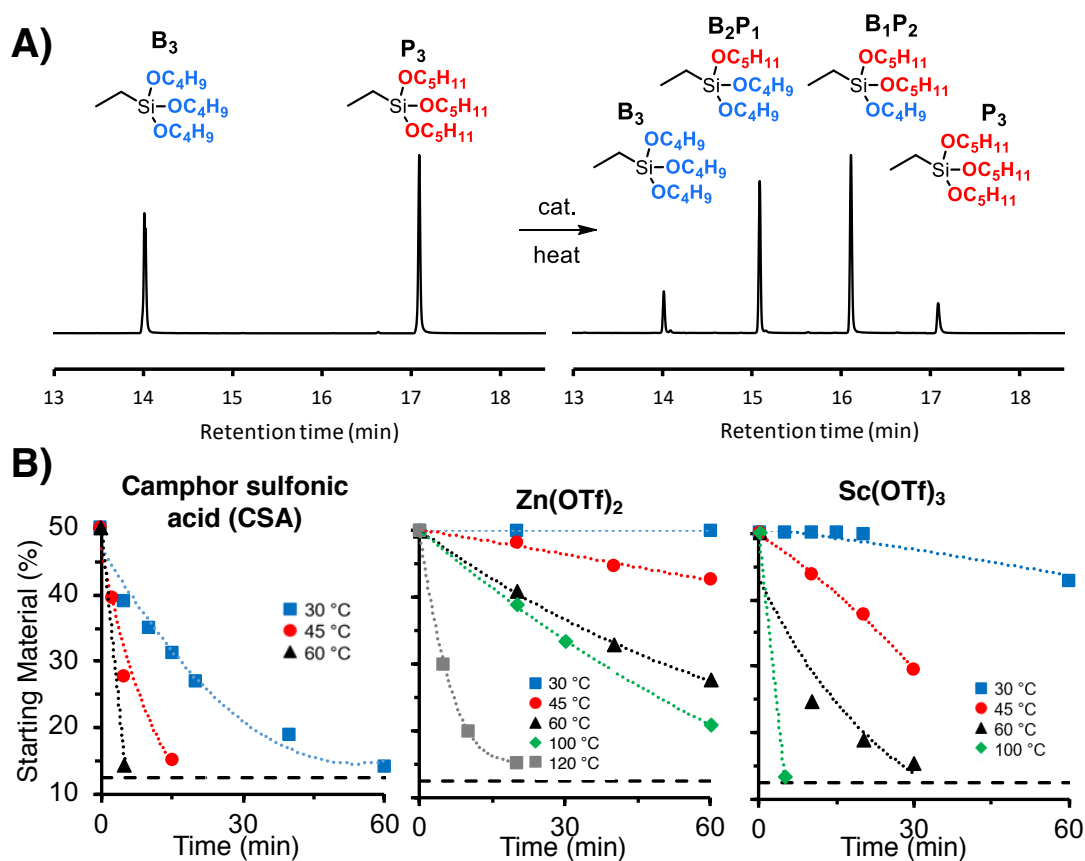 A)
B₃
OC₄H₉
Si OC₄H₉
OC₄H₉
P₃
OC₅H₁₁
Si OC₅H₁₁
OC₅H₁₁
13 14 15 16 17 18
Retention time (min)
cat.
heat
B₃
OC₄H₉
Si OC₄H₉
OC₄H₉
B₂P₁
OC₅H₁₁
Si OC₄H₉
OC₄H₉
B₁P₂
OC₅H₁₁
Si OC₅H₁₁
OC₄H₉
P₃
OC₅H₁₁
Si OC₅H₁₁
OC₅H₁₁
13 14 15 16 17 18
Retention time (min)
B)
Camphor sulfonic
acid (CSA)
Starting Material (%)
50
40
30
20
10
30 °C
45 °C
60 °C
0 30 60
Time (min)
Zn(OTf)₂
30 °C
45 °C
60 °C
100 °C
120 °C
0 30 60
Time (min)
Sc(OTf)₃
30 °C
45 °C
60 °C
100 °C
0 30 60
Time (min)